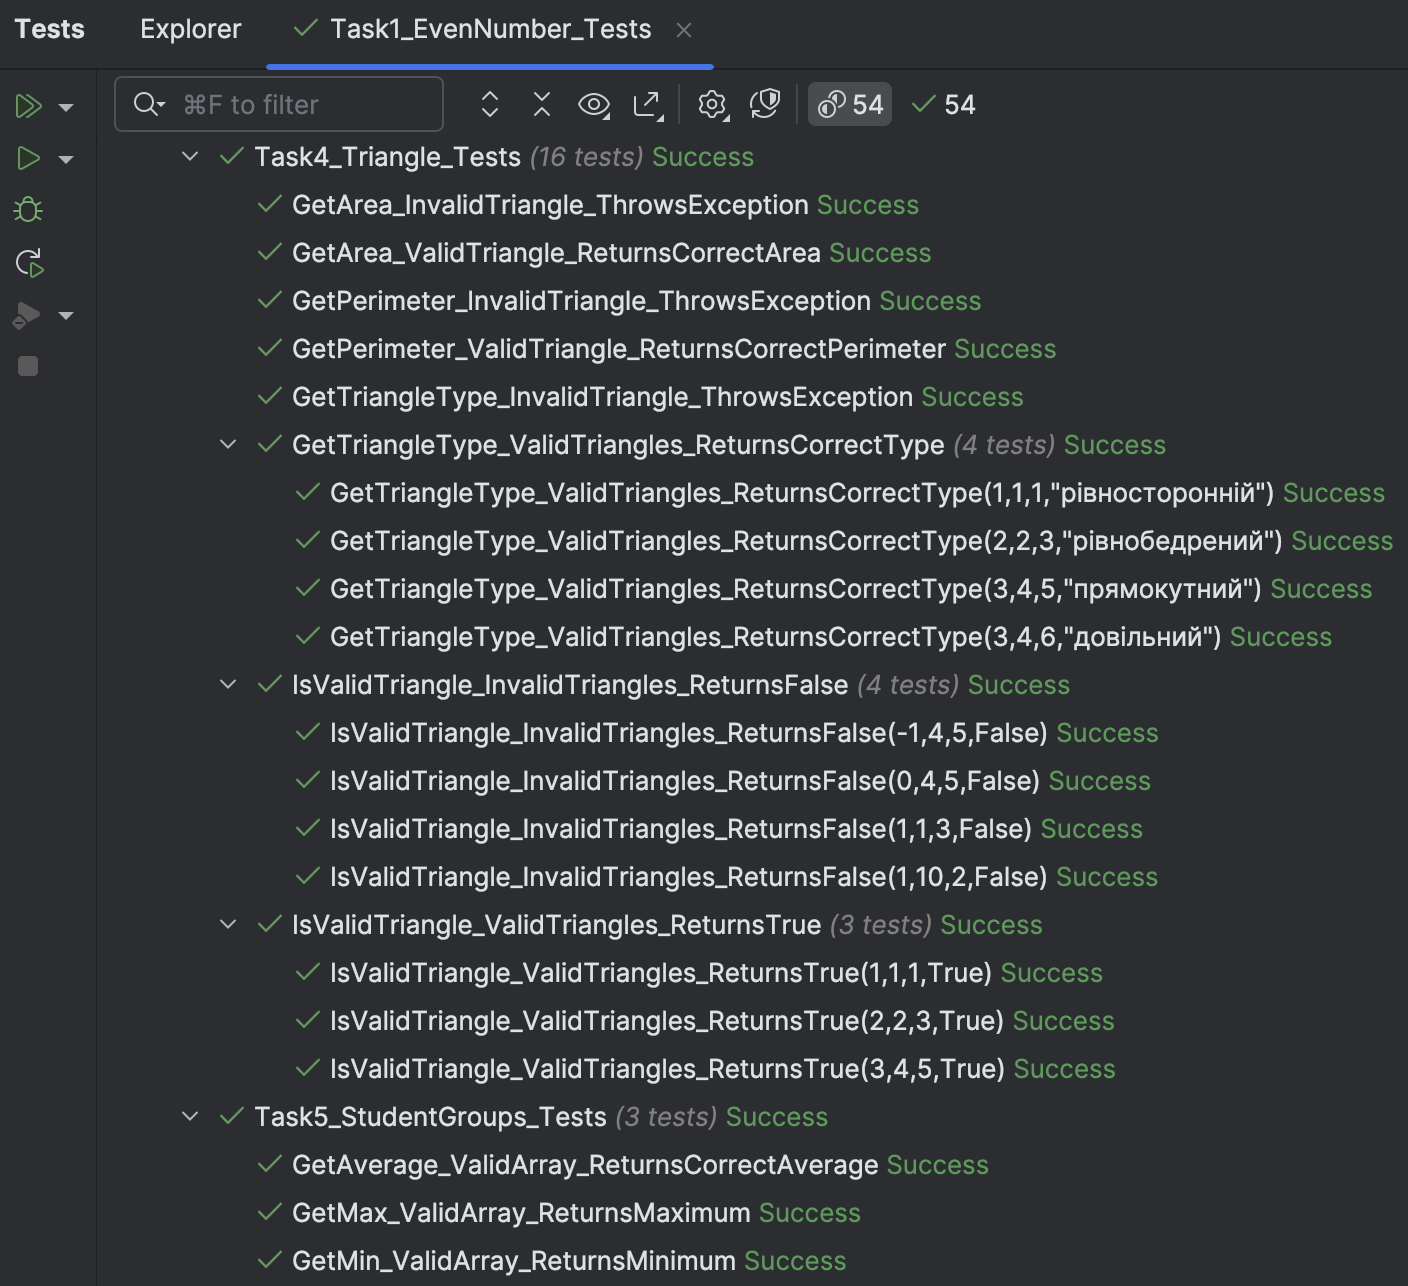 Tests Explorer Task1_EvenNumber_Tests
⌘F to filter 54 54
Task4_Triangle_Tests (16 tests) Success
GetArea_InvalidTriangle_ThrowsException Success
GetArea_ValidTriangle_ReturnsCorrectArea Success
GetPerimeter_InvalidTriangle_ThrowsException Success
GetPerimeter_ValidTriangle_ReturnsCorrectPerimeter Success
GetTriangleType_InvalidTriangle_ThrowsException Success
GetTriangleType_ValidTriangles_ReturnsCorrectType (4 tests) Success
GetTriangleType_ValidTriangles_ReturnsCorrectType(1,1,1,"рівносторонній") Success
GetTriangleType_ValidTriangles_ReturnsCorrectType(2,2,3,"рівнобедрений") Success
GetTriangleType_ValidTriangles_ReturnsCorrectType(3,4,5,"прямокутний") Success
GetTriangleType_ValidTriangles_ReturnsCorrectType(3,4,6,"довільний") Success
IsValidTriangle_InvalidTriangles_ReturnsFalse (4 tests) Success
IsValidTriangle_InvalidTriangles_ReturnsFalse(-1,4,5,False) Success
IsValidTriangle_InvalidTriangles_ReturnsFalse(0,4,5,False) Success
IsValidTriangle_InvalidTriangles_ReturnsFalse(1,1,3,False) Success
IsValidTriangle_InvalidTriangles_ReturnsFalse(1,10,2,False) Success
IsValidTriangle_ValidTriangles_ReturnsTrue (3 tests) Success
IsValidTriangle_ValidTriangles_ReturnsTrue(1,1,1,True) Success
IsValidTriangle_ValidTriangles_ReturnsTrue(2,2,3,True) Success
IsValidTriangle_ValidTriangles_ReturnsTrue(3,4,5,True) Success
Task5_StudentGroups_Tests (3 tests) Success
GetAverage_ValidArray_ReturnsCorrectAverage Success
GetMax_ValidArray_ReturnsMaximum Success
GetMin_ValidArray_ReturnsMinimum Success